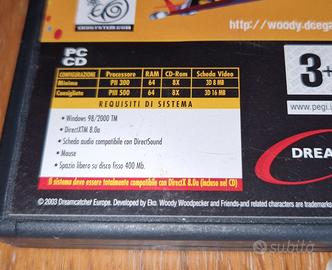 http://woody.dcega
PC
CD
CONFIGURAZIONE Processore RAM CD-Rom Scheda Video
Minima PII 300 64 8X 3D 8 MB
Consigliata PIII 500 64 8X 3D 16 MB
REQUISITI DI SISTEMA
• Windows 98/2000 TM
• DirectXTM 8.0a
• Scheda audio compatibile con DirectSound
• Mouse
• Spazio libero su disco fisso 400 Mb.
Il sistema deve essere totalmente compatibile con DirectX 8.0a (incluso nel CD)
3+
www.pegi.
DREA
© 2003 Dreamcatcher Europe. Developed by Eko. Woody Woodpecker and Friends-and related characters are trademarks
subito